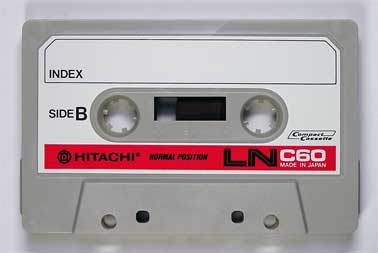 INDEX
SIDE B
Compact
Cassette
HITACHI® NORMAL POSITION LN C60
MADE IN JAPAN